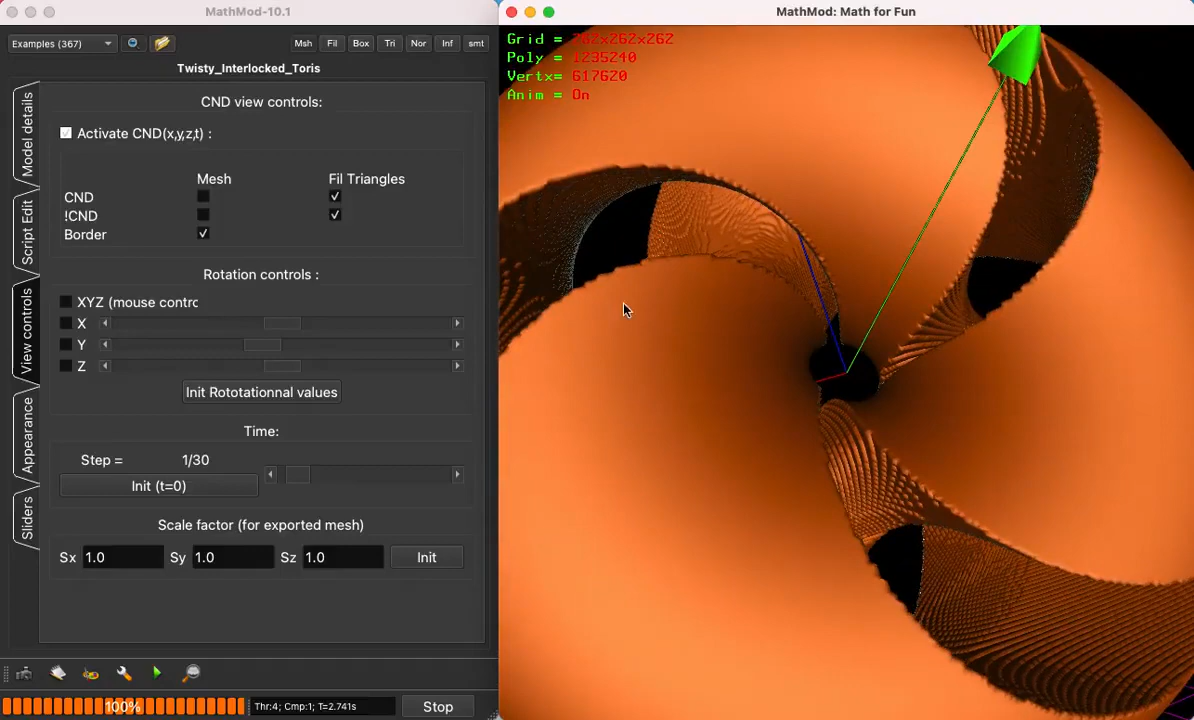 MathMod-10.1
MathMod: Math for Fun
Examples (367)
Msh
Fil
Box
Tri
Nor
Inf
smt
Twisty_Interlocked_Toris
Model details
Script Edit
View controls
Appearance
Sliders
CND view controls:
Activate CND(x,y,z,t) :
Mesh
Fil Triangles
CND
!CND
Border
Rotation controls :
XYZ (mouse contrc
X
Y
Z
Init Rototationnal values
Time:
Step = 1/30
Init (t=0)
Scale factor (for exported mesh)
Sx 1.0 Sy 1.0 Sz 1.0 Init
100%
Thr:4; Cmp:1; T=2.741s
Stop
Grid = 262x262x262
Poly = 1235240
Vertx= 617620
Anim = On